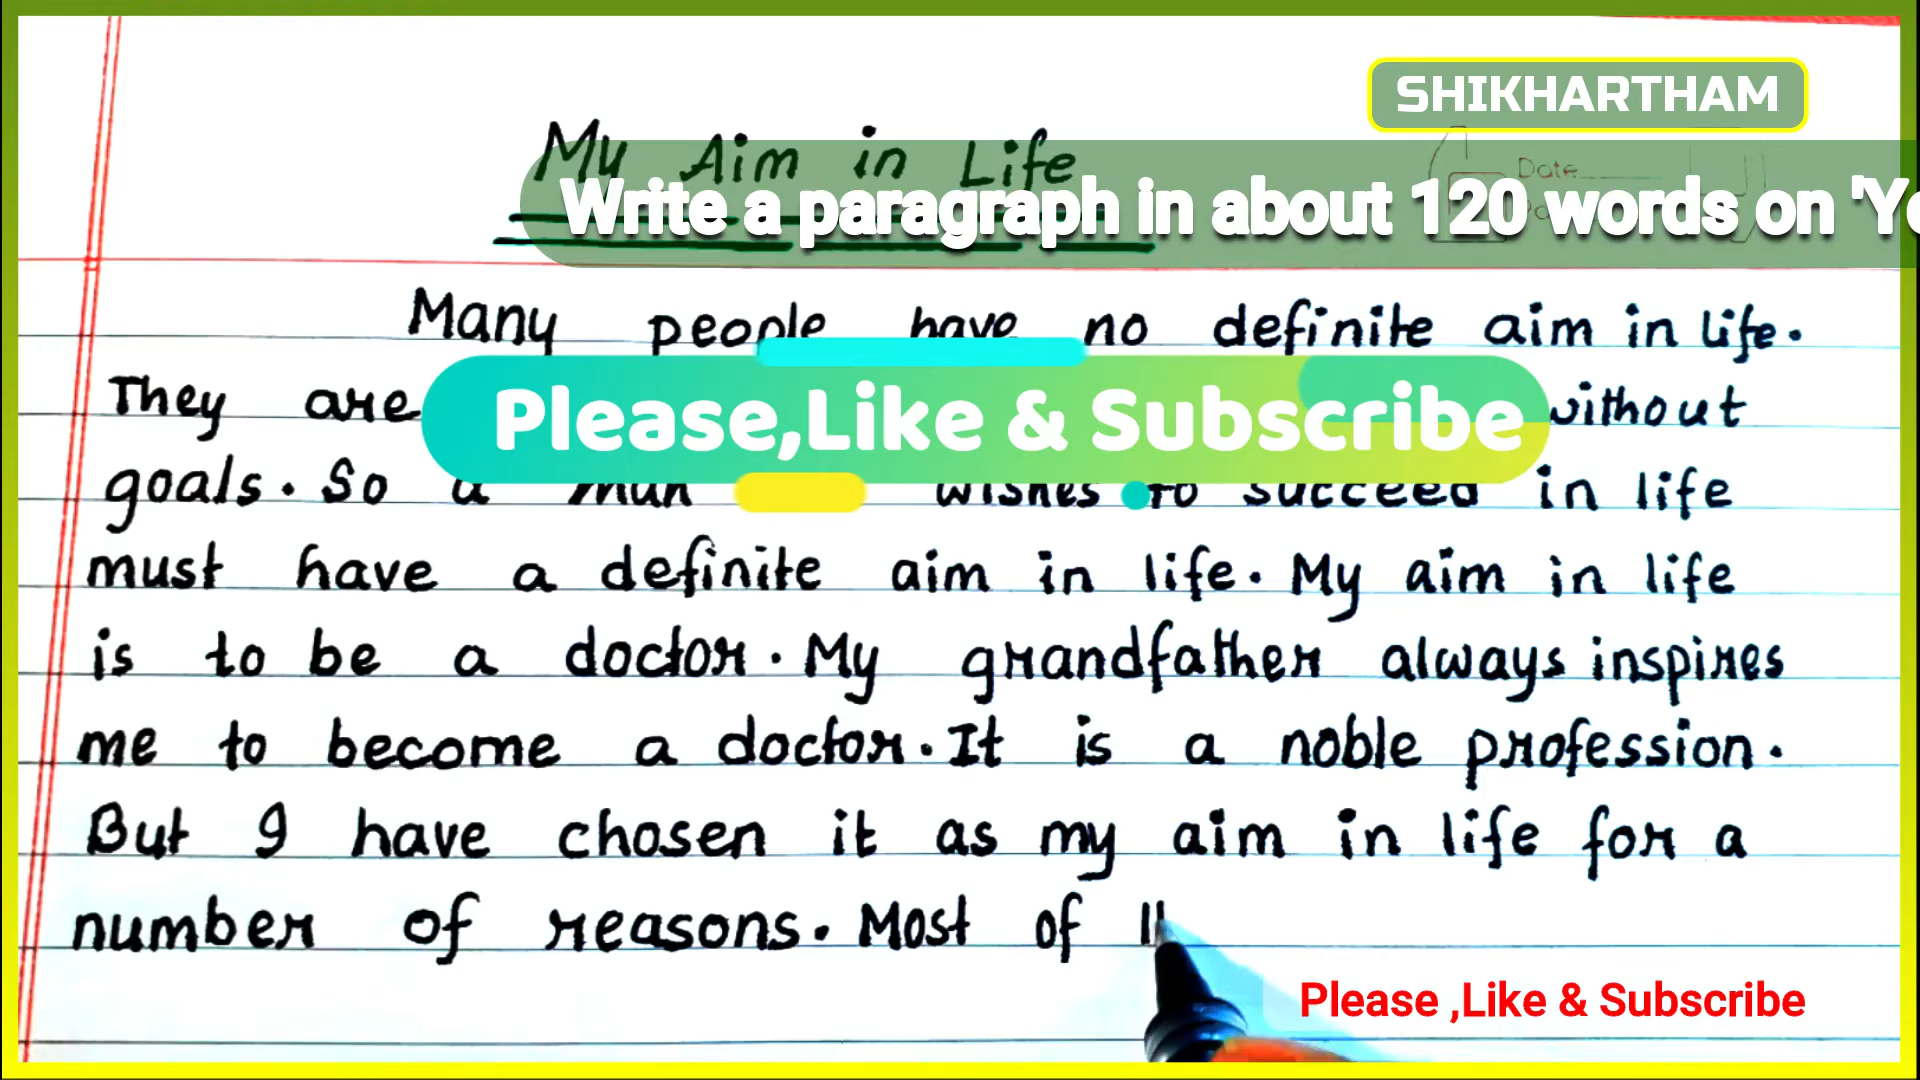 SHIKHARTHAM
My Aim in Life
Date
Write a paragraph in about 120 words on 'Yo
Many people have no definite aim in life.
They are without
Please,Like & Subscribe
goals. So a man wishes to succeed in life
must have a definite aim in life. My aim in life
is to be a doctor. My grandfather always inspires
me to become a doctor. It is a noble profession.
But I have chosen it as my aim in life for a
number of reasons. Most of
Please ,Like & Subscribe